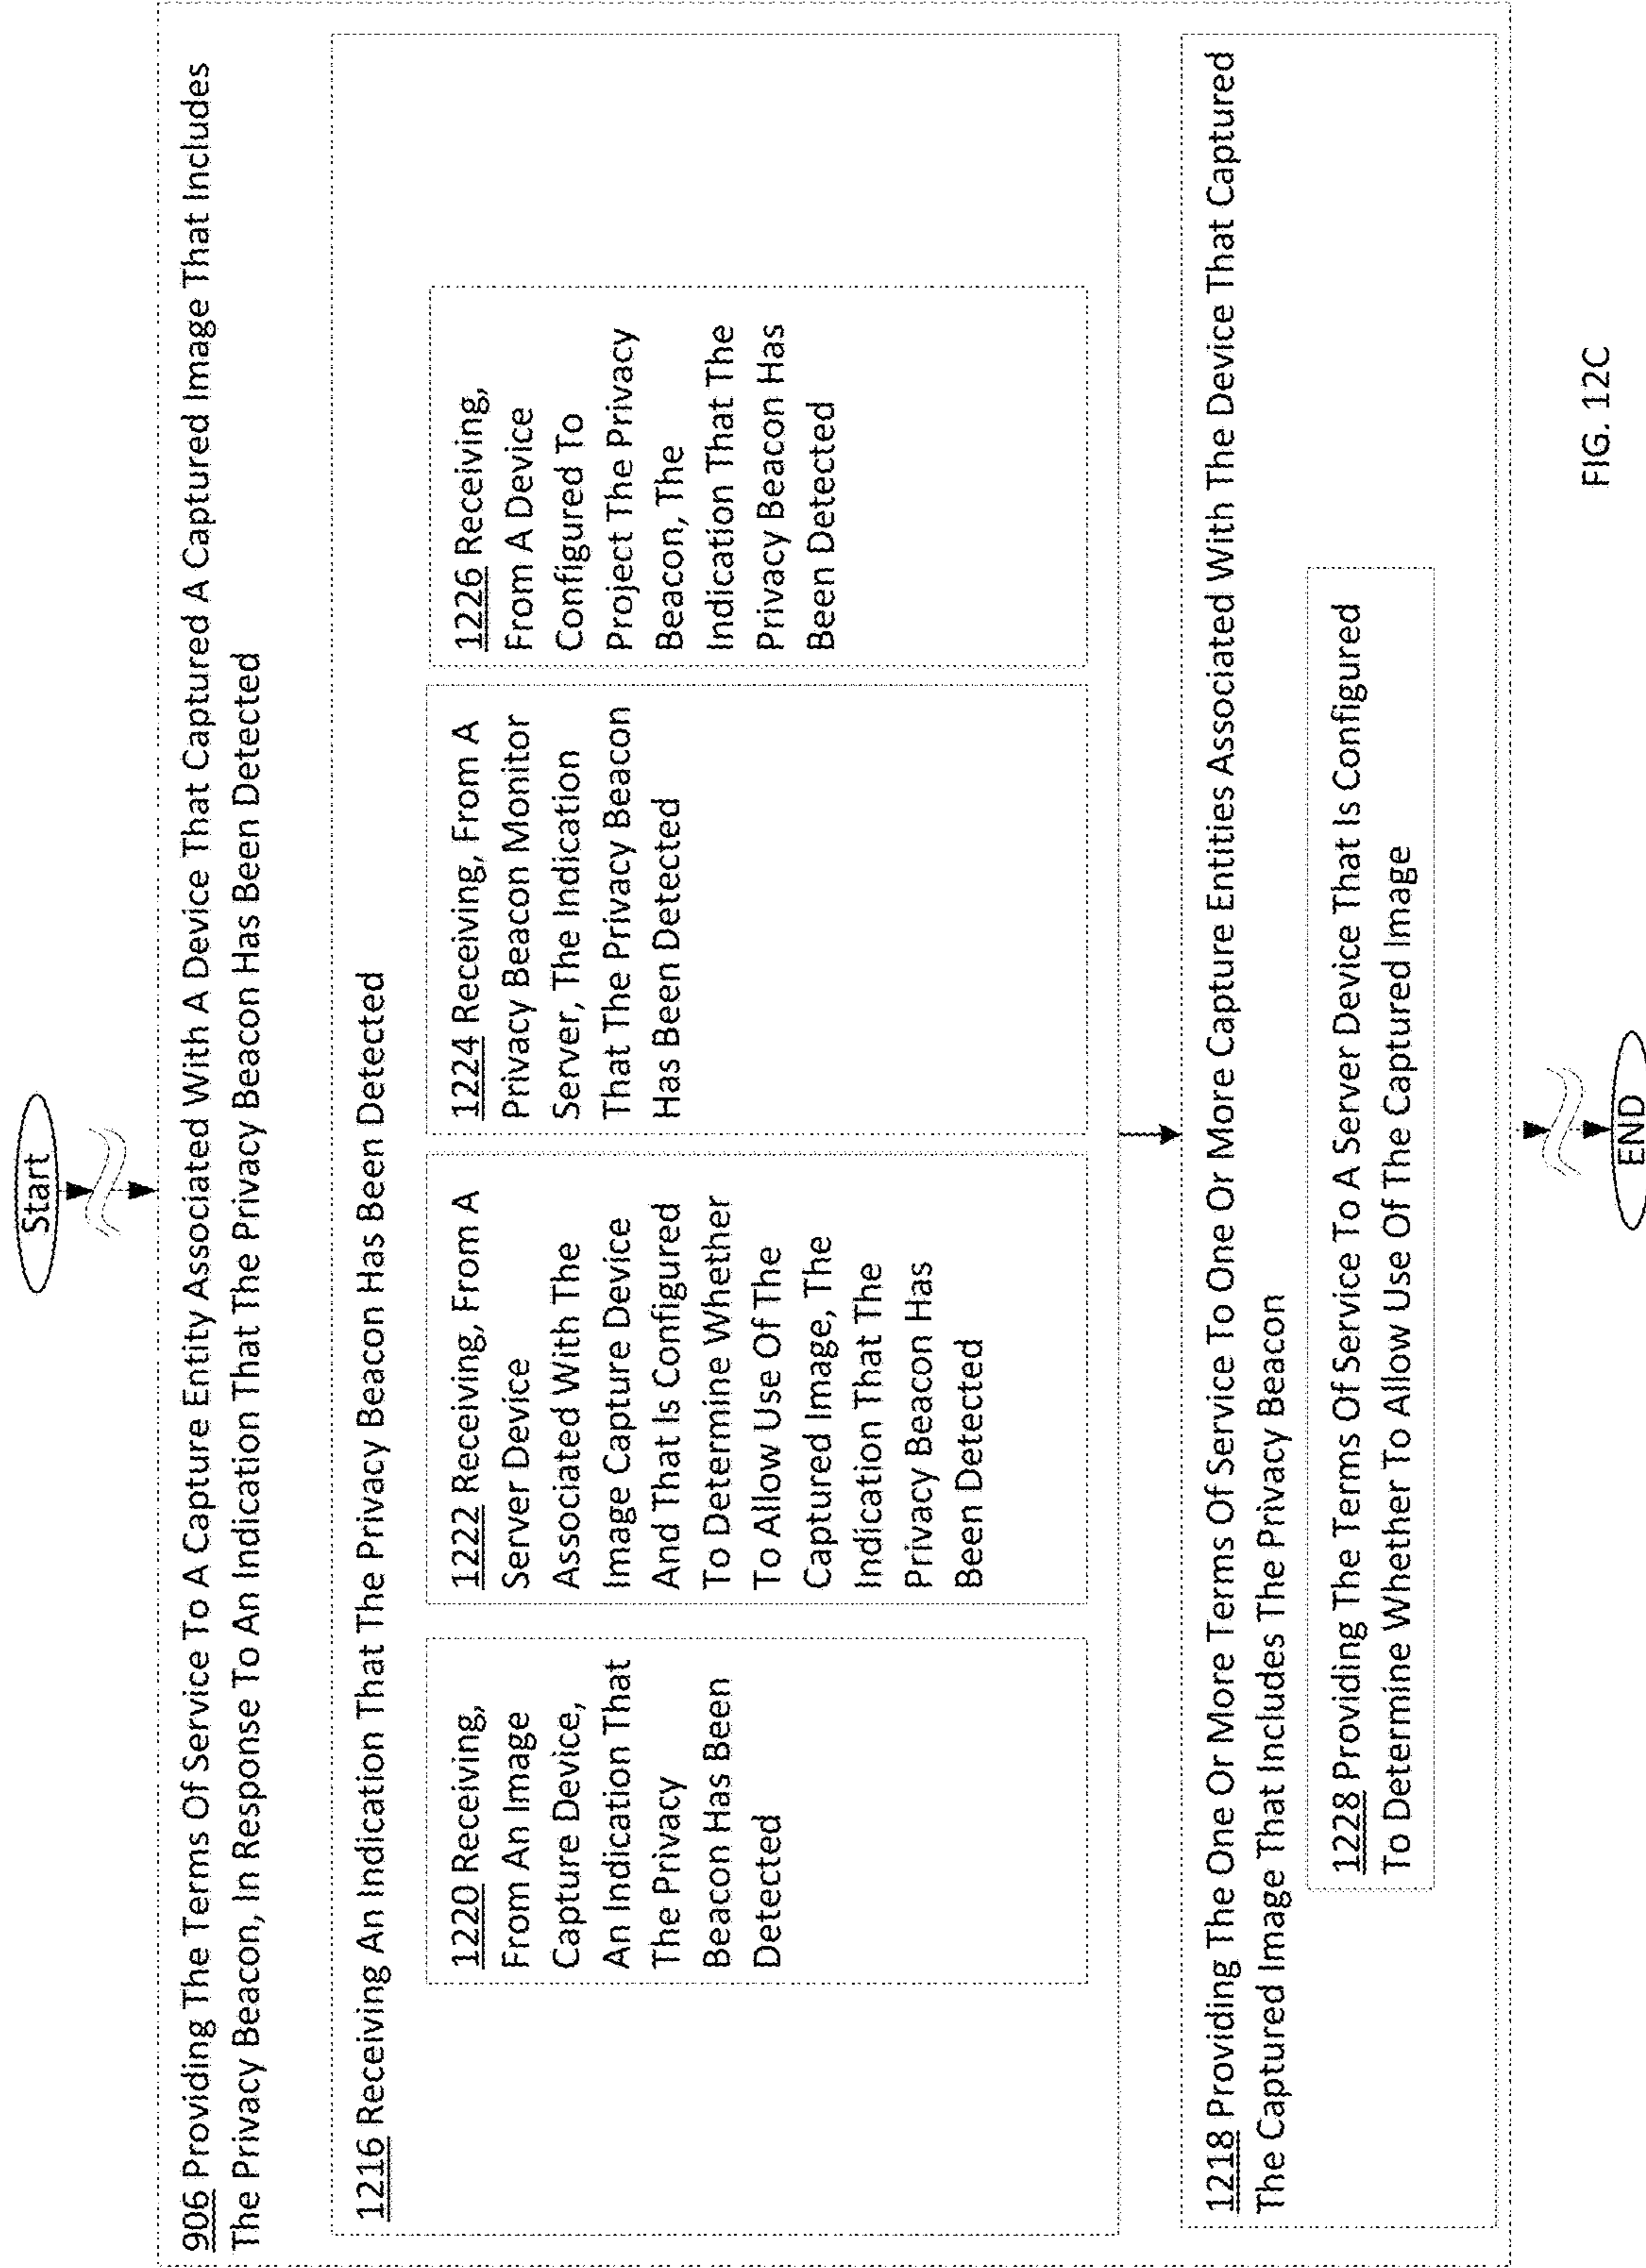 Start
906 Providing The Terms Of Service To A Capture Entity Associated With A Device That Captured A Captured Image That Includes
The Privacy Beacon, In Response To An Indication That The Privacy Beacon Has Been Detected
1216 Receiving An Indication That The Privacy Beacon Has Been Detected
1220 Receiving,
From An Image
Capture Device,
An Indication That
The Privacy
Beacon Has Been
Detected
1222 Receiving, From A
Server Device
Associated With The
Image Capture Device
And That Is Configured
To Determine Whether
To Allow Use Of The
Captured Image, The
Indication That The
Privacy Beacon Has
Been Detected
1224 Receiving, From A
Privacy Beacon Monitor
Server, The Indication
That The Privacy Beacon
Has Been Detected
1226 Receiving,
From A Device
Configured To
Project The Privacy
Beacon, The
Indication That The
Privacy Beacon Has
Been Detected
1218 Providing The One Or More Terms Of Service To One Or More Capture Entities Associated With The Device That Captured
The Captured Image That Includes The Privacy Beacon
1228 Providing The Terms Of Service To A Server Device That Is Configured
To Determine Whether To Allow Use Of The Captured Image
END
FIG. 12C